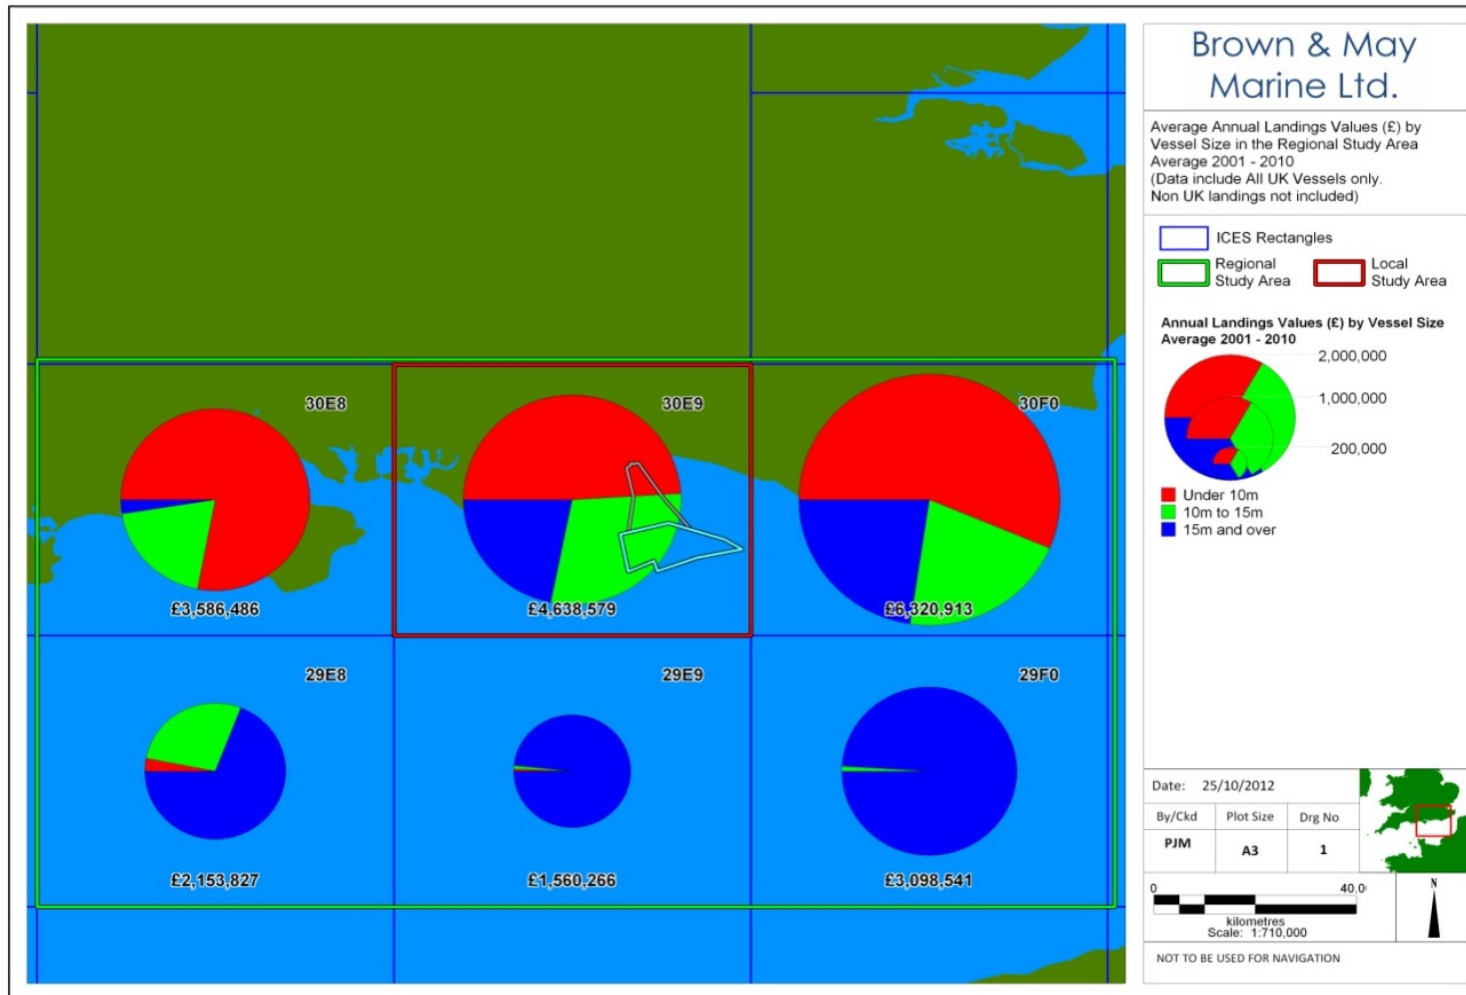 Brown & May
Marine Ltd.
Average Annual Landings Values (£) by
Vessel Size in the Regional Study Area
Average 2001 - 2010
(Data include All UK Vessels only.
Non UK landings not included)
ICES Rectangles
Regional
Study Area
Local
Study Area
Annual Landings Values (£) by Vessel Size
Average 2001 - 2010
2,000,000
1,000,000
200,000
Under 10m
10m to 15m
15m and over
30E8
30E9
30F0
£3,586,486
£4,638,579
£6,320,913
29E8
29E9
29F0
£2,153,827
£1,560,266
£3,098,541
Date: 25/10/2012
By/Ckd
Plot Size
Drg No
PJM
A3
1
0
40.0
kilometres
Scale: 1:710,000
N
NOT TO BE USED FOR NAVIGATION